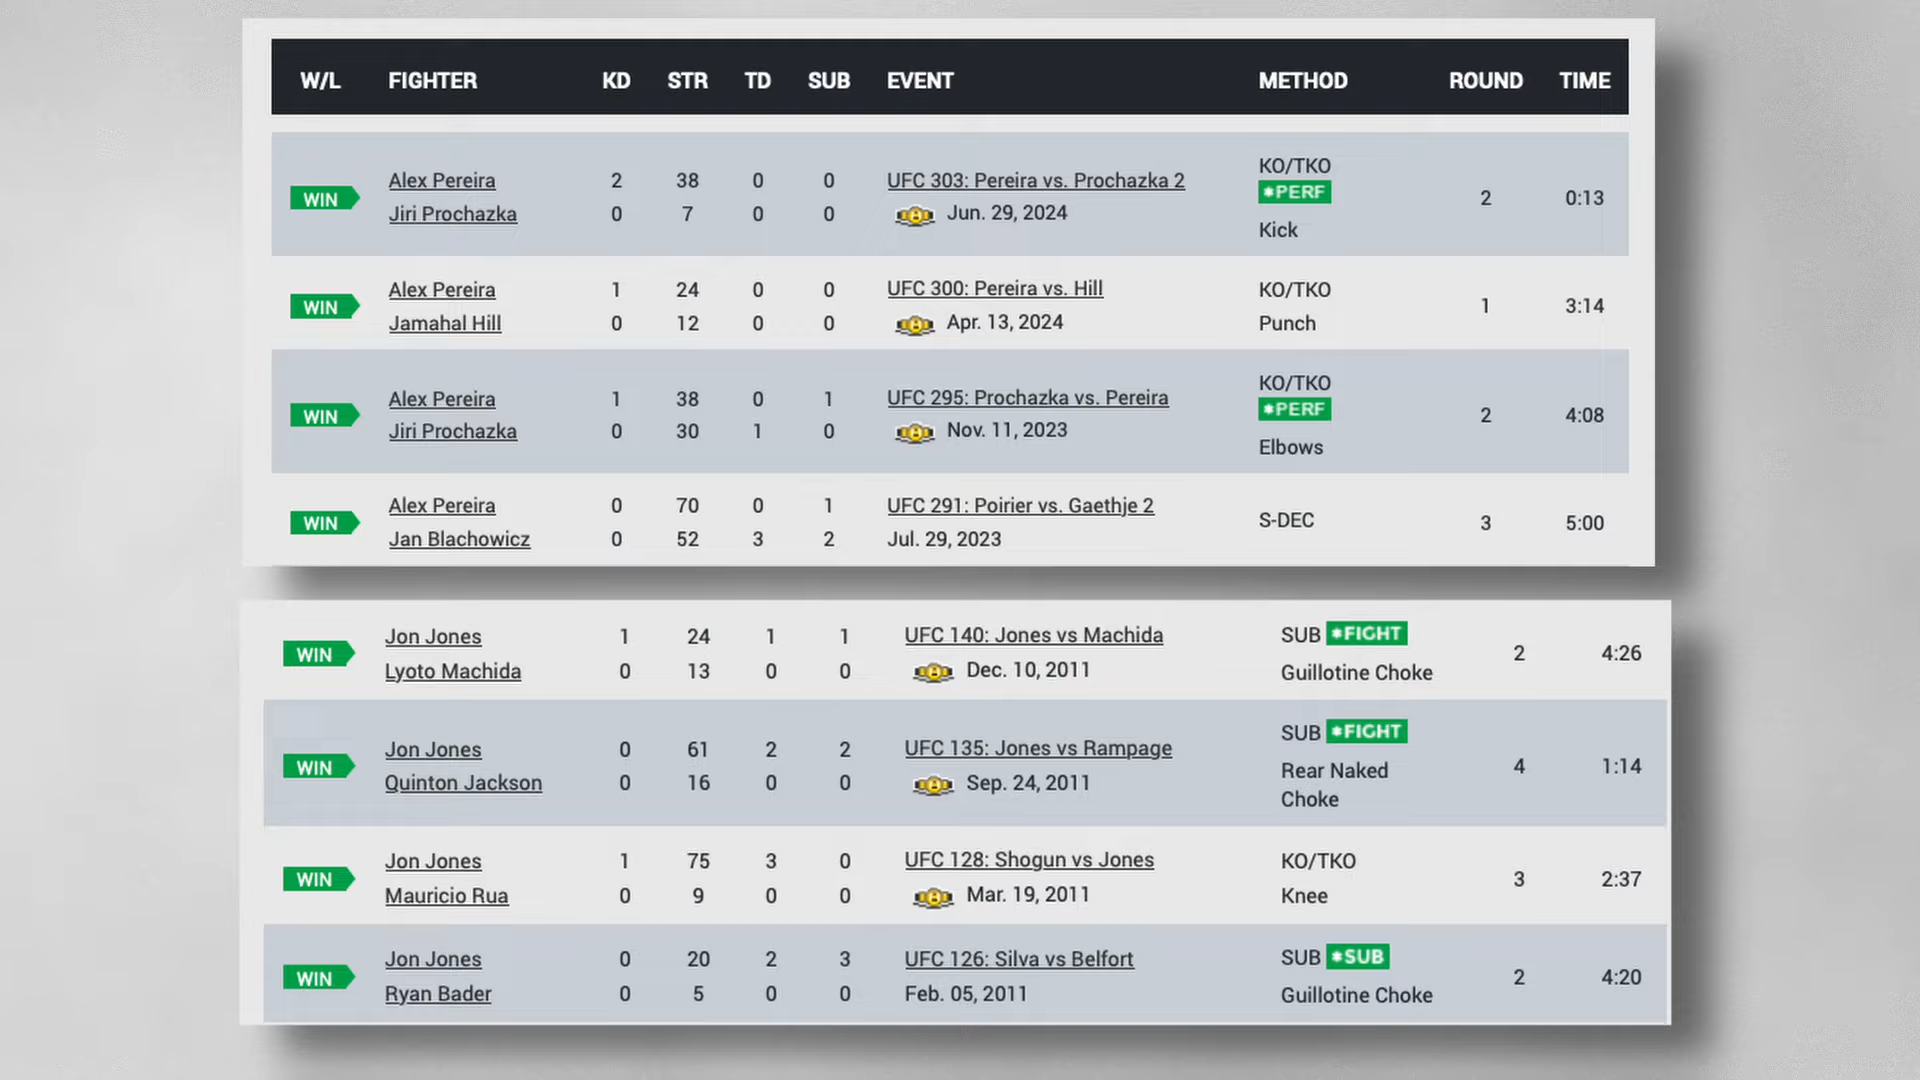 W/L FIGHTER KD STR TD SUB EVENT METHOD ROUND TIME
WIN Alex Pereira 2 38 0 0 UFC 303: Pereira vs. Prochazka 2 KO/TKO *PERF 2 0:13
Jiri Prochazka 0 7 0 0 Jun. 29, 2024 Kick
WIN Alex Pereira 1 24 0 0 UFC 300: Pereira vs. Hill KO/TKO 1 3:14
Jamahal Hill 0 12 0 0 Apr. 13, 2024 Punch
WIN Alex Pereira 1 38 0 1 UFC 295: Prochazka vs. Pereira KO/TKO *PERF 2 4:08
Jiri Prochazka 0 30 1 0 Nov. 11, 2023 Elbows
WIN Alex Pereira 0 70 0 1 UFC 291: Poirier vs. Gaethje 2 S-DEC 3 5:00
Jan Blachowicz 0 52 3 2 Jul. 29, 2023
WIN Jon Jones 1 24 1 1 UFC 140: Jones vs Machida SUB *FIGHT 2 4:26
Lyoto Machida 0 13 0 0 Dec. 10, 2011 Guillotine Choke
WIN Jon Jones 0 61 2 2 UFC 135: Jones vs Rampage SUB *FIGHT 4 1:14
Quinton Jackson 0 16 0 0 Sep. 24, 2011 Rear Naked
Choke
WIN Jon Jones 1 75 3 0 UFC 128: Shogun vs Jones KO/TKO 3 2:37
Mauricio Rua 0 9 0 0 Mar. 19, 2011 Knee
WIN Jon Jones 0 20 2 3 UFC 126: Silva vs Belfort SUB *SUB 2 4:20
Ryan Bader 0 5 0 0 Feb. 05, 2011 Guillotine Choke